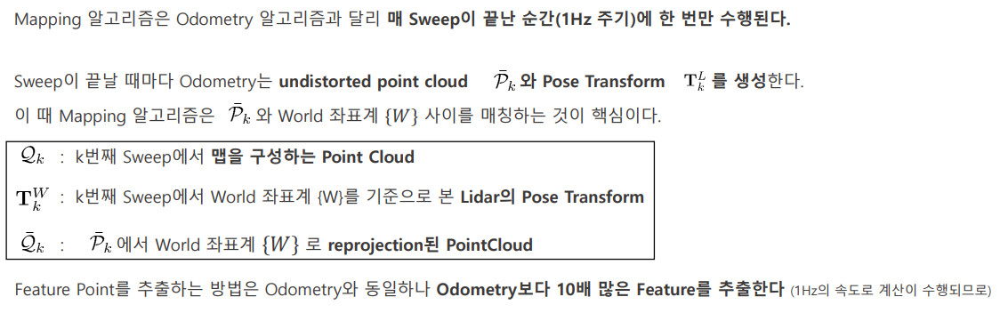 Mapping 알고리즘은 Odometry 알고리즘과 달리 매 Sweep이 끝난 순간(1Hz 주기)에 한 번만 수행된다.
Sweep이 끝날 때마다 Odometry는 undistorted point cloud $\bar{\mathcal{P}}_k$ 와 Pose Transform $\mathbf{T}_k^L$ 를 생성한다.
이 때 Mapping 알고리즘은 $\bar{\mathcal{P}}_k$ 와 World 좌표계 {W} 사이를 매칭하는 것이 핵심이다.
$\mathcal{Q}_k$ : k번째 Sweep에서 맵을 구성하는 Point Cloud
$\mathbf{T}_k^W$ : k번째 Sweep에서 World 좌표계 {W}를 기준으로 본 Lidar의 Pose Transform
$\bar{\mathcal{Q}}_k$ : $\bar{\mathcal{P}}_k$ 에서 World 좌표계 {W} 로 reprojection된 PointCloud
Feature Point를 추출하는 방법은 Odometry와 동일하나 Odometry보다 10배 많은 Feature를 추출한다 (1Hz의 속도로 계산이 수행되므로)